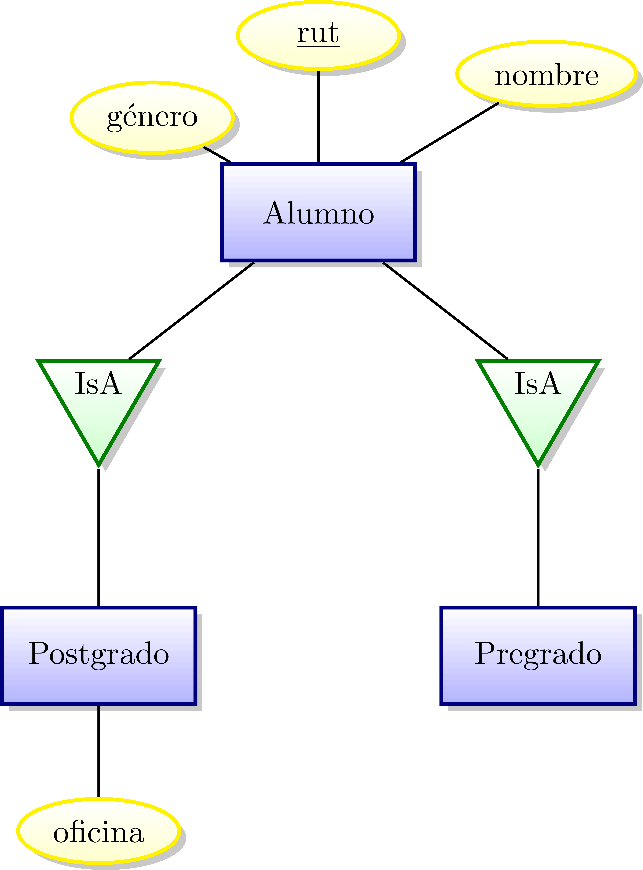 rut
nombre
género
Alumno
IsA
IsA
Postgrado
Pregrado
oficina